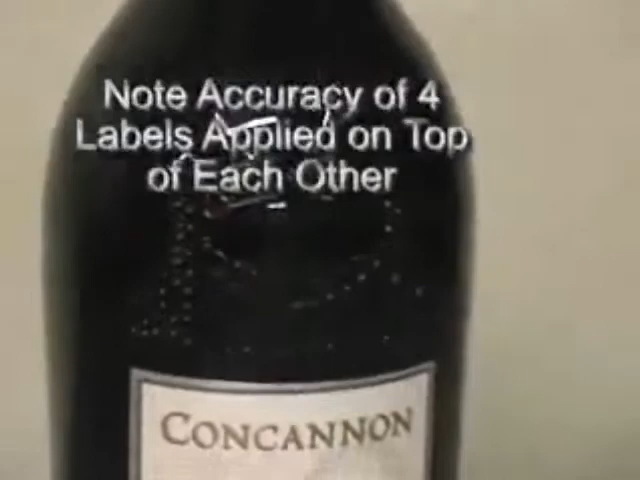 Note Accuracy of 4
Labels Applied on Top
of Each Other
CONCANNON